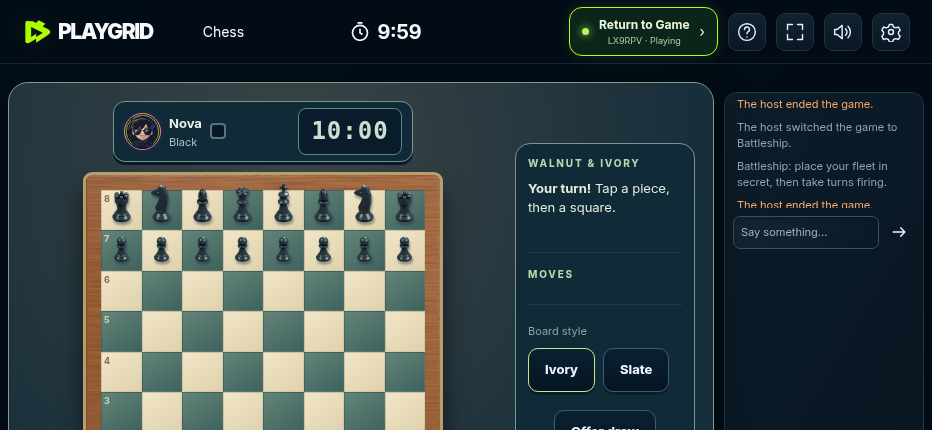 PLAYGRID
Chess
9:59
Return to Game
LX9RPV · Playing
›
Nova
Black
10:00
8
7
6
5
4
3
WALNUT & IVORY
Your turn! Tap a piece,
then a square.
MOVES
Board style
Ivory
Slate
Offer draw
The host ended the game.
The host switched the game to
Battleship.
Battleship: place your fleet in
secret, then take turns firing.
The host ended the game.
Say something...